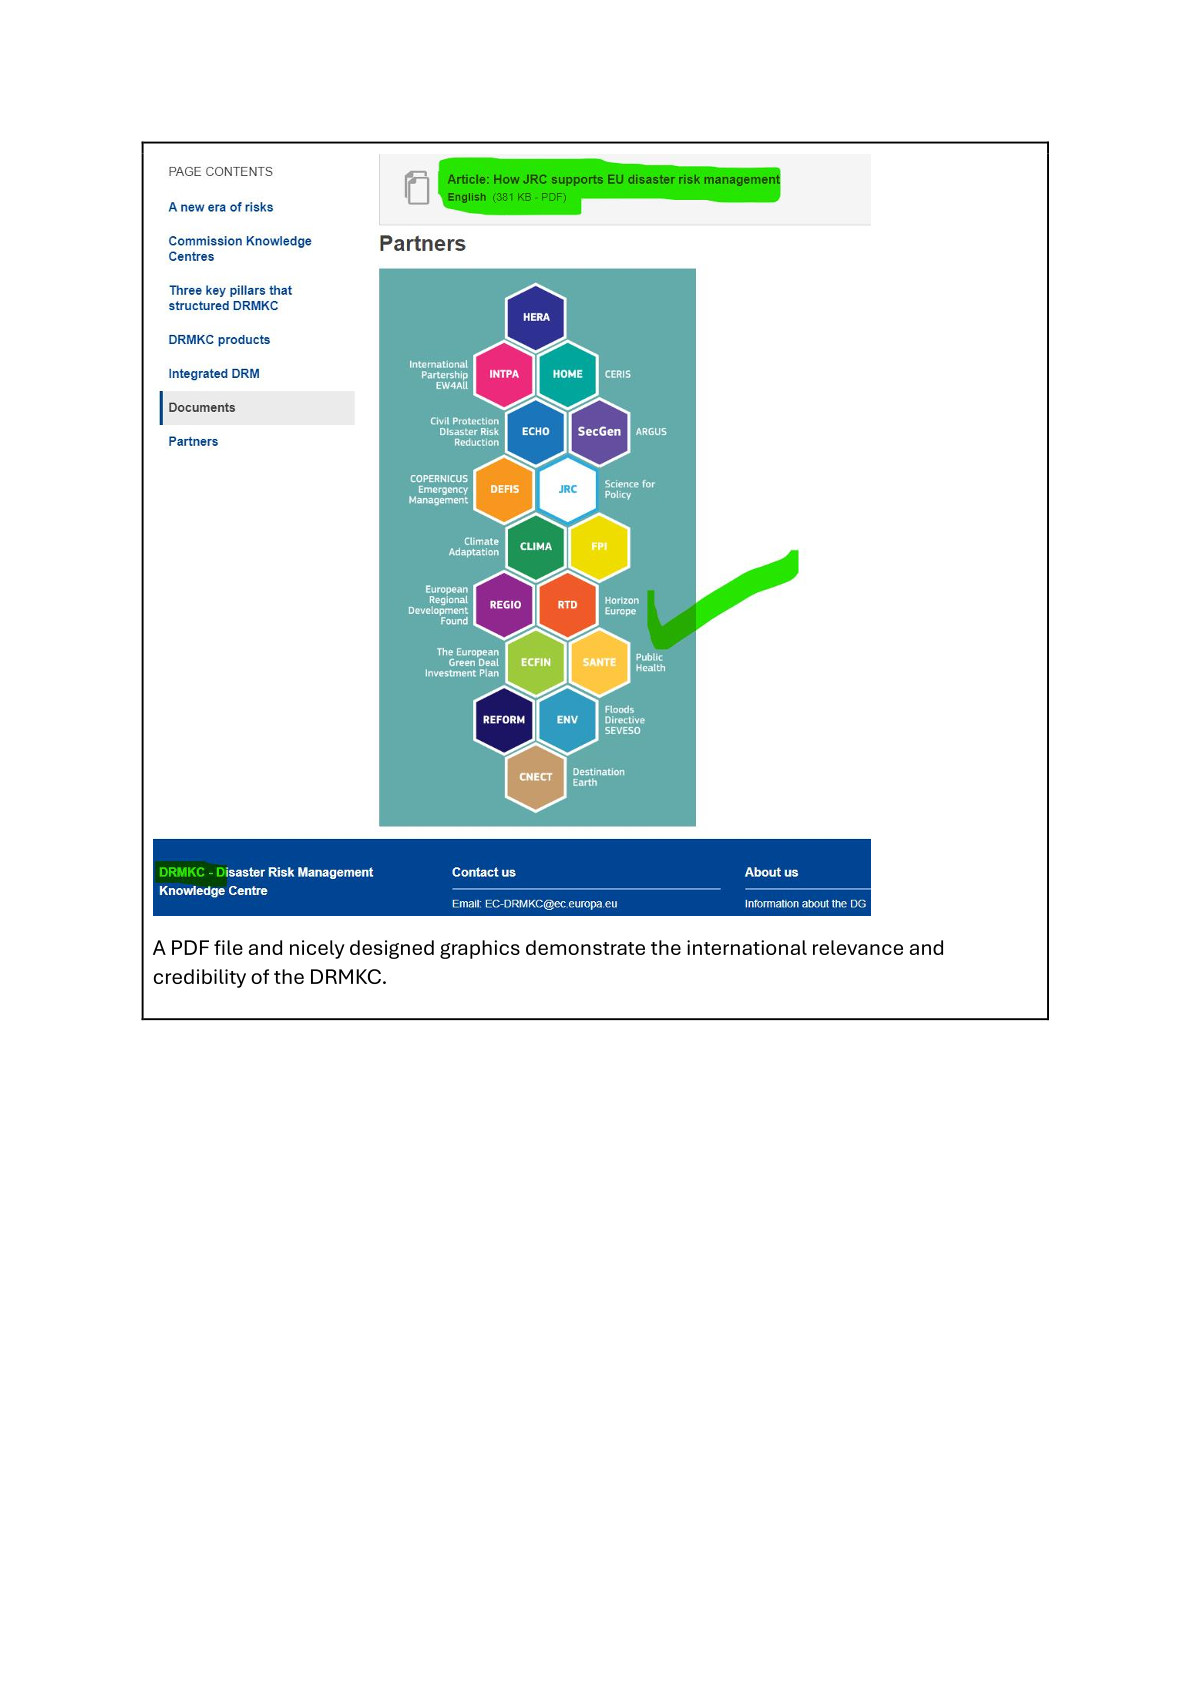 PAGE CONTENTS
A new era of risks
Commission Knowledge
Centres
Three key pillars that
structured DRMKC
DRMKC products
Integrated DRM
Documents
Partners
Article: How JRC supports EU disaster risk management
English (381 KB - PDF)
Partners
HERA
International
Partership
EW4All
INTPA
HOME
CERIS
Civil Protection
DIsaster Risk
Reduction
ECHO
SecGen
ARGUS
COPERNICUS
Emergency
Management
DEFIS
JRC
Science for
Policy
Climate
Adaptation
CLIMA
FPI
European
Regional
Development
Found
REGIO
RTD
Horizon
Europe
The European
Green Deal
Investment Plan
ECFIN
SANTE
Public
Health
REFORM
ENV
Floods
Directive
SEVESO
CNECT
Destination
Earth
DRMKC - Disaster Risk Management
Knowledge Centre
Contact us
Email: EC-DRMKC@ec.europa.eu
About us
Information about the DG
A PDF file and nicely designed graphics demonstrate the international relevance and
credibility of the DRMKC.